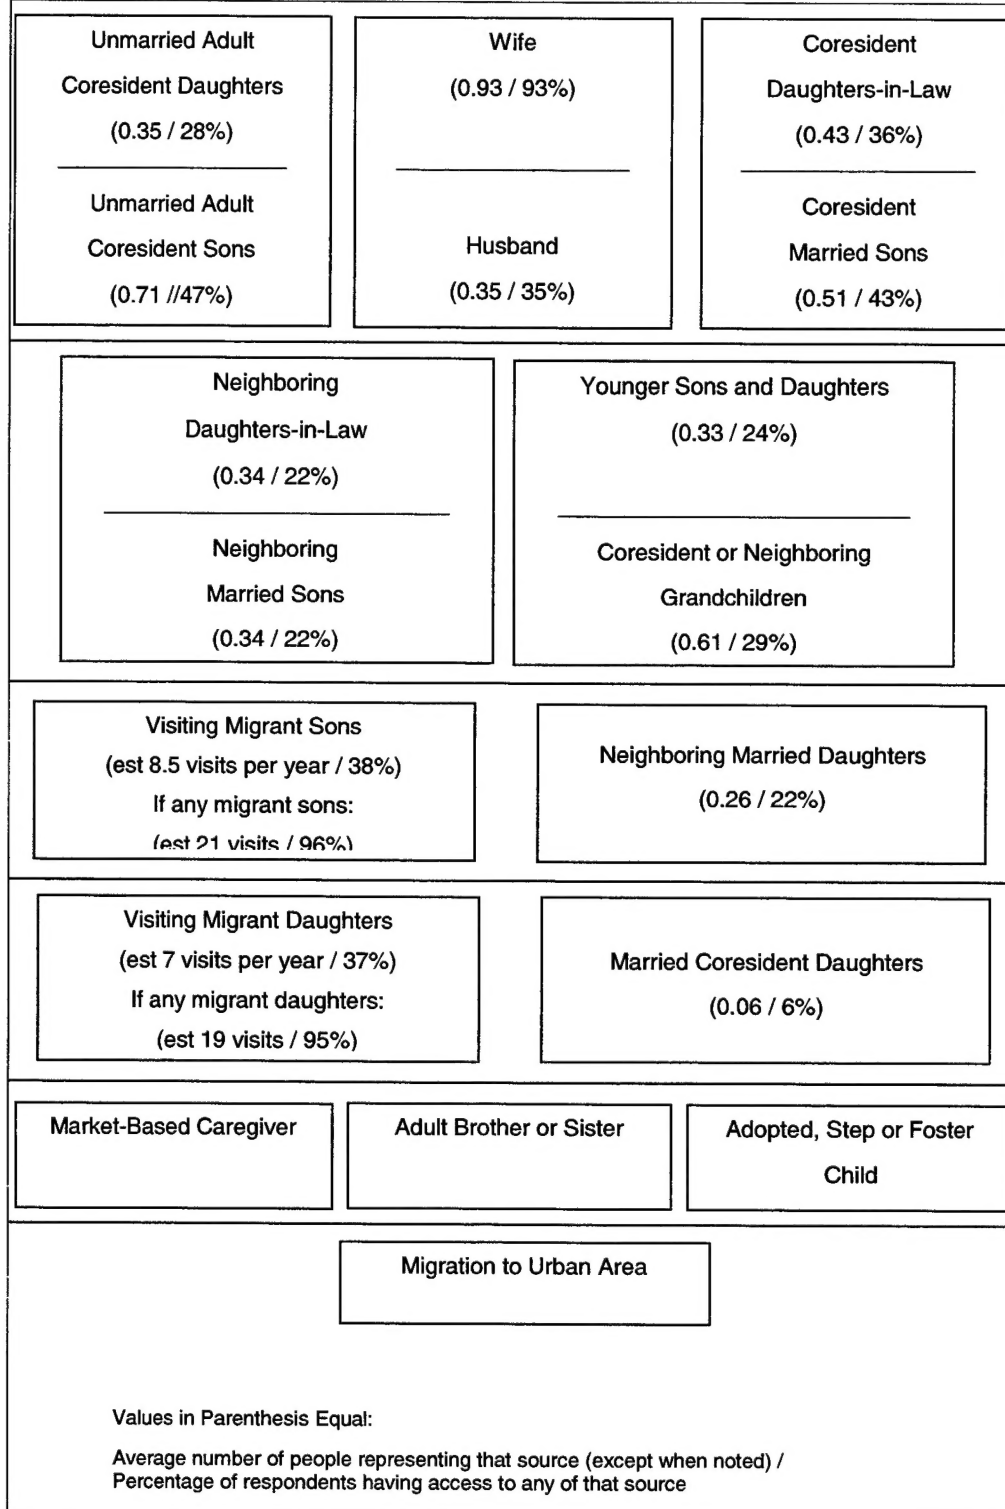 Unmarried Adult
Coresident Daughters
(0.35 / 28%)
Unmarried Adult
Coresident Sons
(0.71 //47%)
Wife
(0.93 / 93%)
Husband
(0.35 / 35%)
Coresident
Daughters-in-Law
(0.43 / 36%)
Coresident
Married Sons
(0.51 / 43%)
Neighboring
Daughters-in-Law
(0.34 / 22%)
Neighboring
Married Sons
(0.34 / 22%)
Younger Sons and Daughters
(0.33 / 24%)
Coresident or Neighboring
Grandchildren
(0.61 / 29%)
Visiting Migrant Sons
(est 8.5 visits per year / 38%)
If any migrant sons:
(est 21 visits / 96%)
Neighboring Married Daughters
(0.26 / 22%)
Visiting Migrant Daughters
(est 7 visits per year / 37%)
If any migrant daughters:
(est 19 visits / 95%)
Married Coresident Daughters
(0.06 / 6%)
Market-Based Caregiver
Adult Brother or Sister
Adopted, Step or Foster
Child
Migration to Urban Area
Values in Parenthesis Equal:
Average number of people representing that source (except when noted) /
Percentage of respondents having access to any of that source